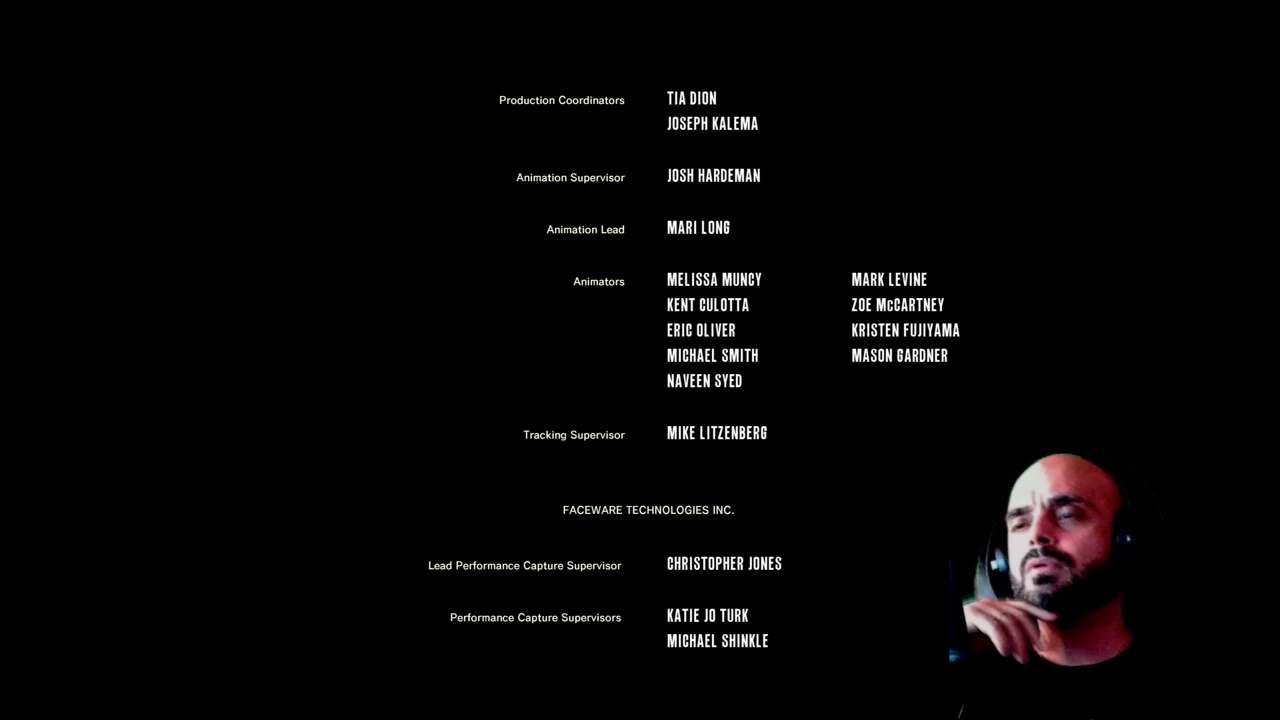 Production Coordinators TIA DION
JOSEPH KALEMA
Animation Supervisor JOSH HARDEMAN
Animation Lead MARI LONG
Animators MELISSA MUNCY MARK LEVINE
KENT CULOTTA ZOE McCARTNEY
ERIC OLIVER KRISTEN FUJIYAMA
MICHAEL SMITH MASON GARDNER
NAVEEN SYED
Tracking Supervisor MIKE LITZENBERG
FACEWARE TECHNOLOGIES INC.
Lead Performance Capture Supervisor CHRISTOPHER JONES
Performance Capture Supervisors KATIE JO TURK
MICHAEL SHINKLE